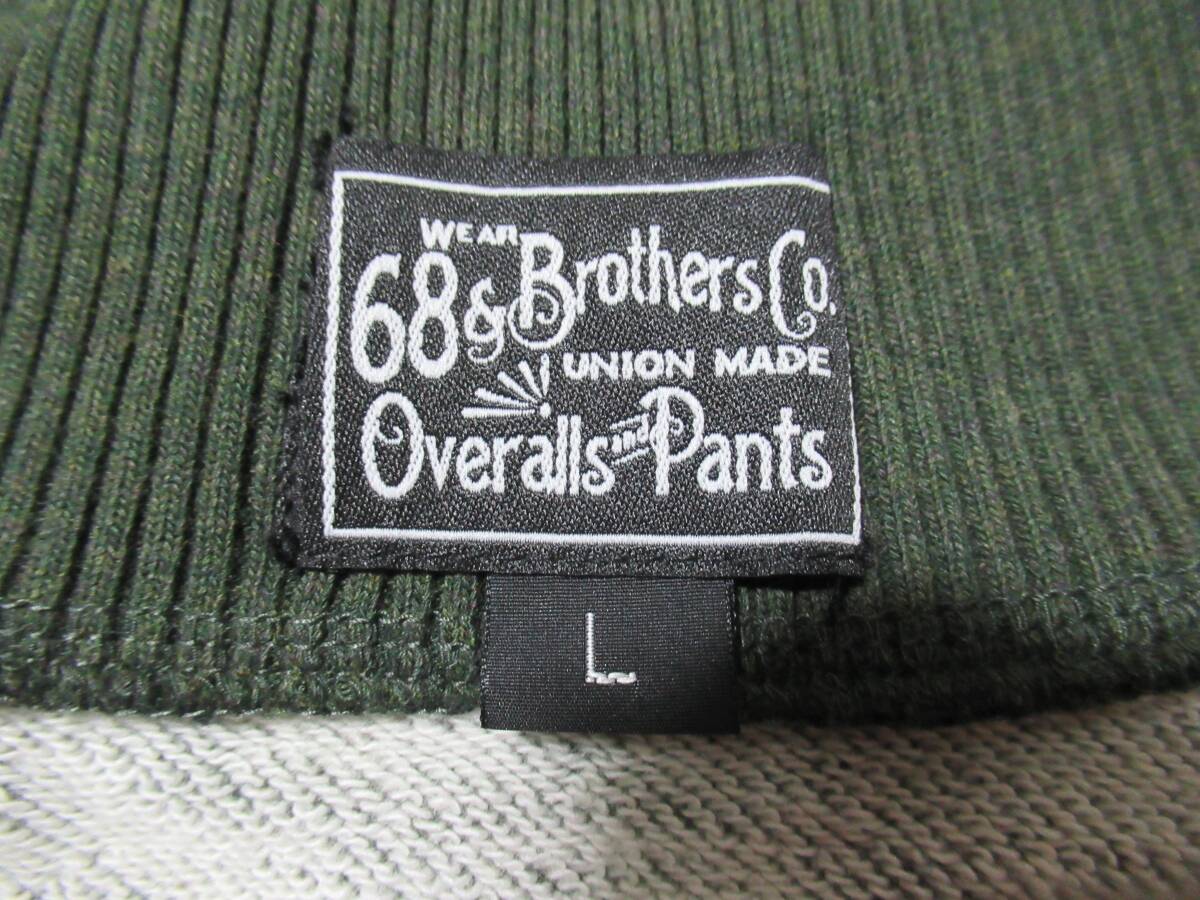 WEAR
68 & Brothers Co.
UNION MADE
Overalls and Pants
L